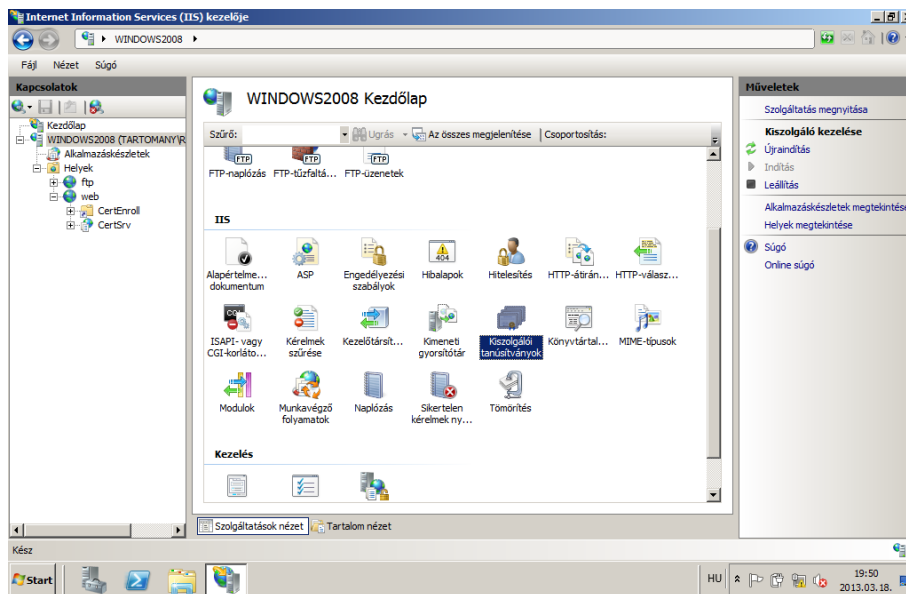 Internet Information Services (IIS) kezelője
WINDOWS2008
Fájl Nézet Súgó
Kapcsolatok
Kezdőlap
WINDOWS2008 (TARTOMANY\R
Alkalmazáskészletek
Helyek
ftp
web
CertEnroll
CertSrv
WINDOWS2008 Kezdőlap
Szűrő: Ugrás Az összes megjelenítése Csoportosítás:
FTP FTP FTP
FTP-naplózás FTP-tűzfaltá... FTP-üzenetek
IIS
404
Alapértelme... dokumentum
ASP
Engedélyezési szabályok
Hibalapok
Hitelesítés
HTTP-átirán...
HTTP-válasz...
ISAPI- vagy CGI-korláto...
Kérelmek szűrése
Kezelőtársít...
Kimeneti gyorsítótár
Kiszolgálói tanúsítványok
Könyvtártal...
MIME-típusok
Modulok
Munkavégző folyamatok
Naplózás
Sikertelen kérelmek ny...
Tömörítés
Kezelés
Szolgáltatások nézet
Tartalom nézet
Műveletek
Szolgáltatás megnyitása
Kiszolgáló kezelése
Újraindítás
Indítás
Leállítás
Alkalmazáskészletek megtekintése
Helyek megtekintése
Súgó
Online súgó
Kész
Start
HU
19:50
2013.03.18.